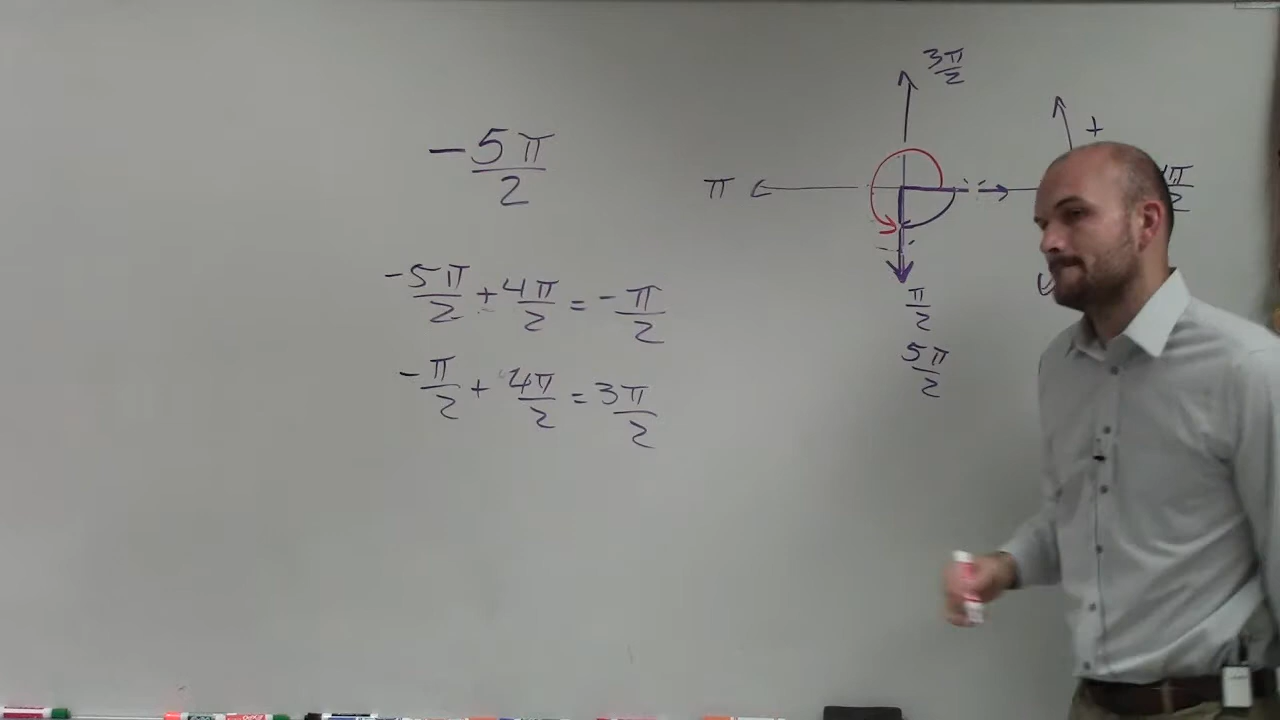 3π/2
+
-5π/2
π
-5π/2 + 4π/2 = -π/2
π/2
5π/2
-π/2 + 4π/2 = 3π/2